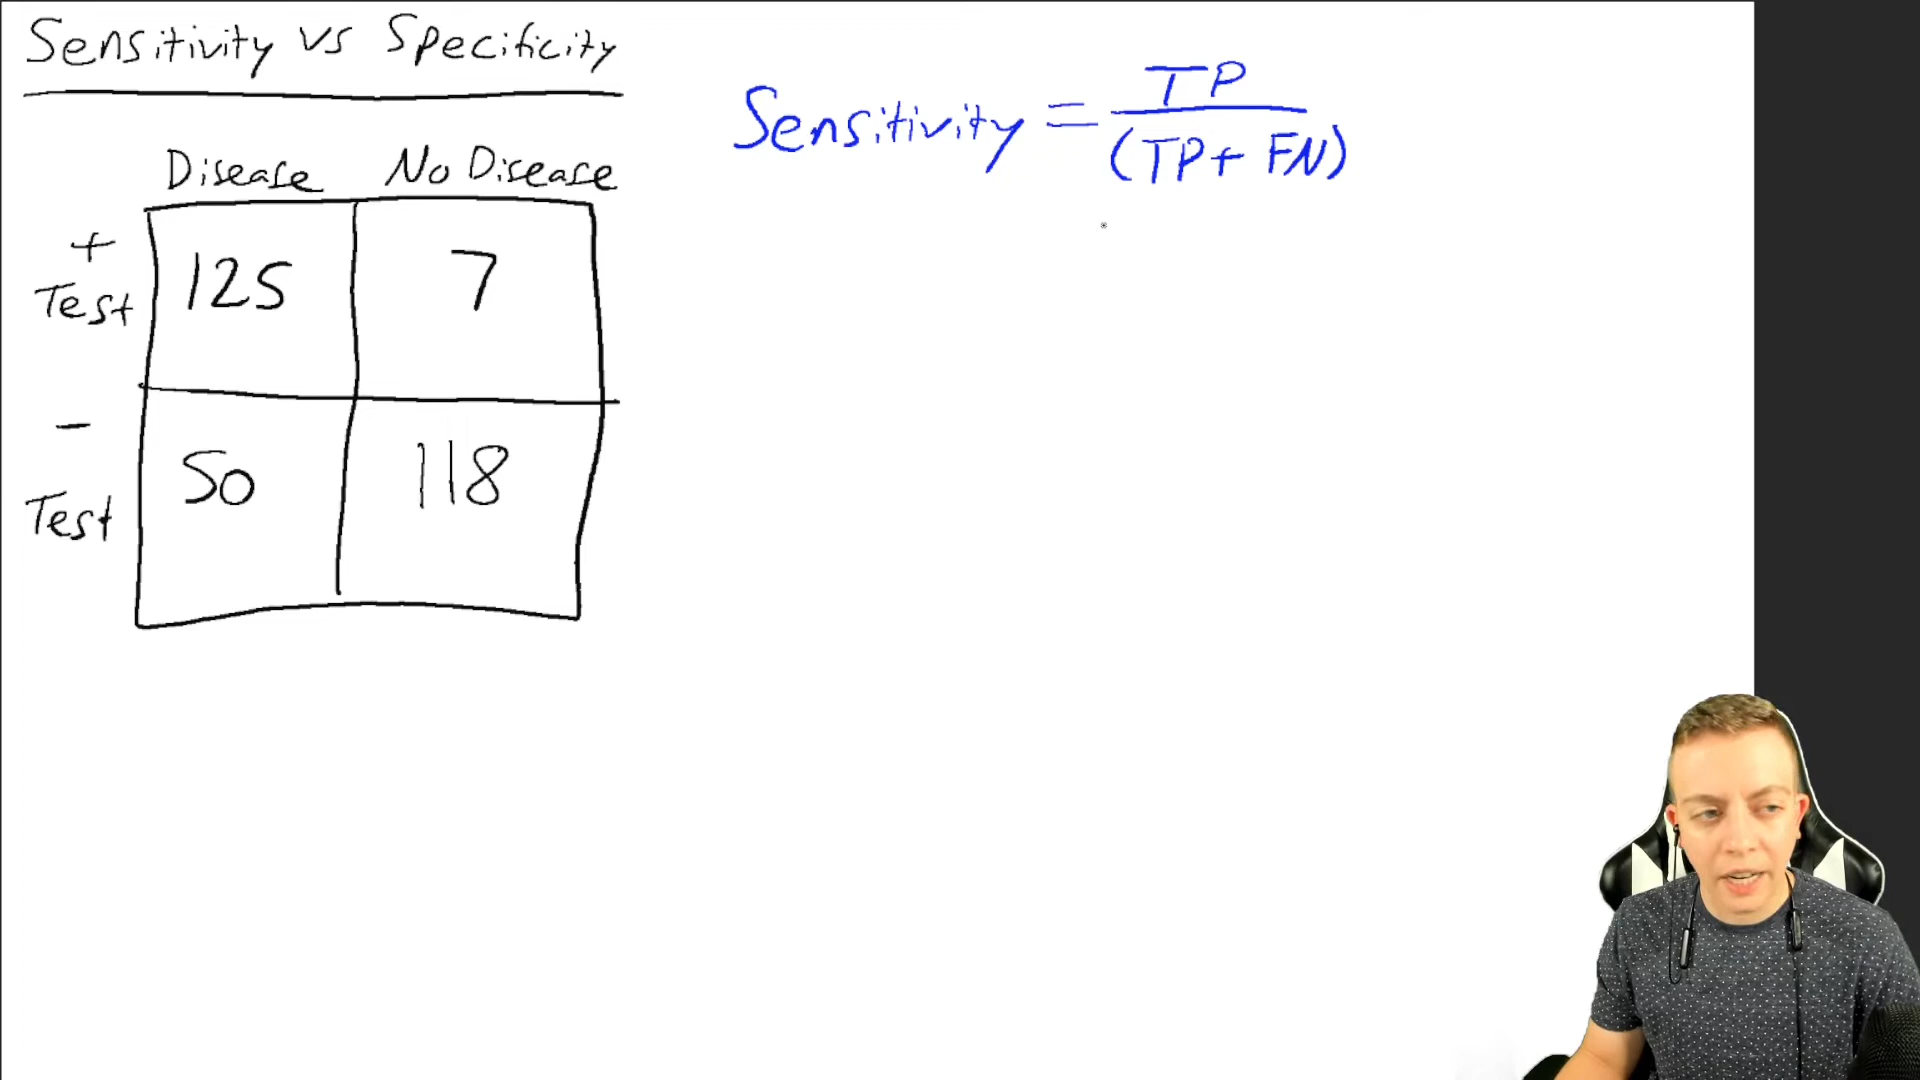 Sensitivity vs Specificity
Sensitivity = TP
(TP + FN)
Disease No Disease
+ Test 125 7
- Test 50 118